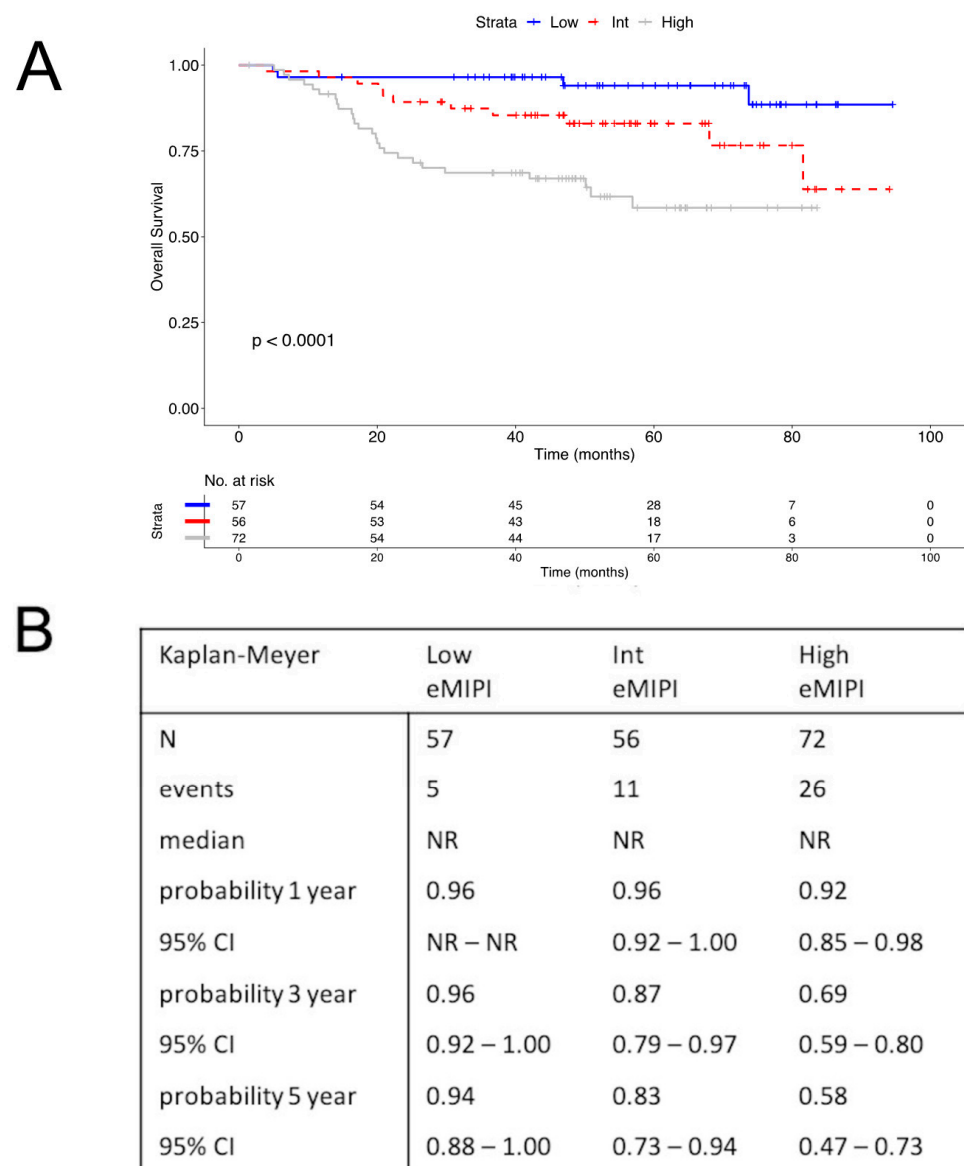 A
Strata Low Int High
1.00
0.75
0.50
0.25
0.00
Overall Survival
p < 0.0001
0 20 40 60 80 100
Time (months)
No. at risk
Strata
57 54 45 28 7 0
56 53 43 18 6 0
72 54 44 17 3 0
0 20 40 60 80 100
Time (months)
B
Kaplan-Meyer Low eMIPI Int eMIPI High eMIPI
N 57 56 72
events 5 11 26
median NR NR NR
probability 1 year 0.96 0.96 0.92
95% CI NR – NR 0.92 – 1.00 0.85 – 0.98
probability 3 year 0.96 0.87 0.69
95% CI 0.92 – 1.00 0.79 – 0.97 0.59 – 0.80
probability 5 year 0.94 0.83 0.58
95% CI 0.88 – 1.00 0.73 – 0.94 0.47 – 0.73